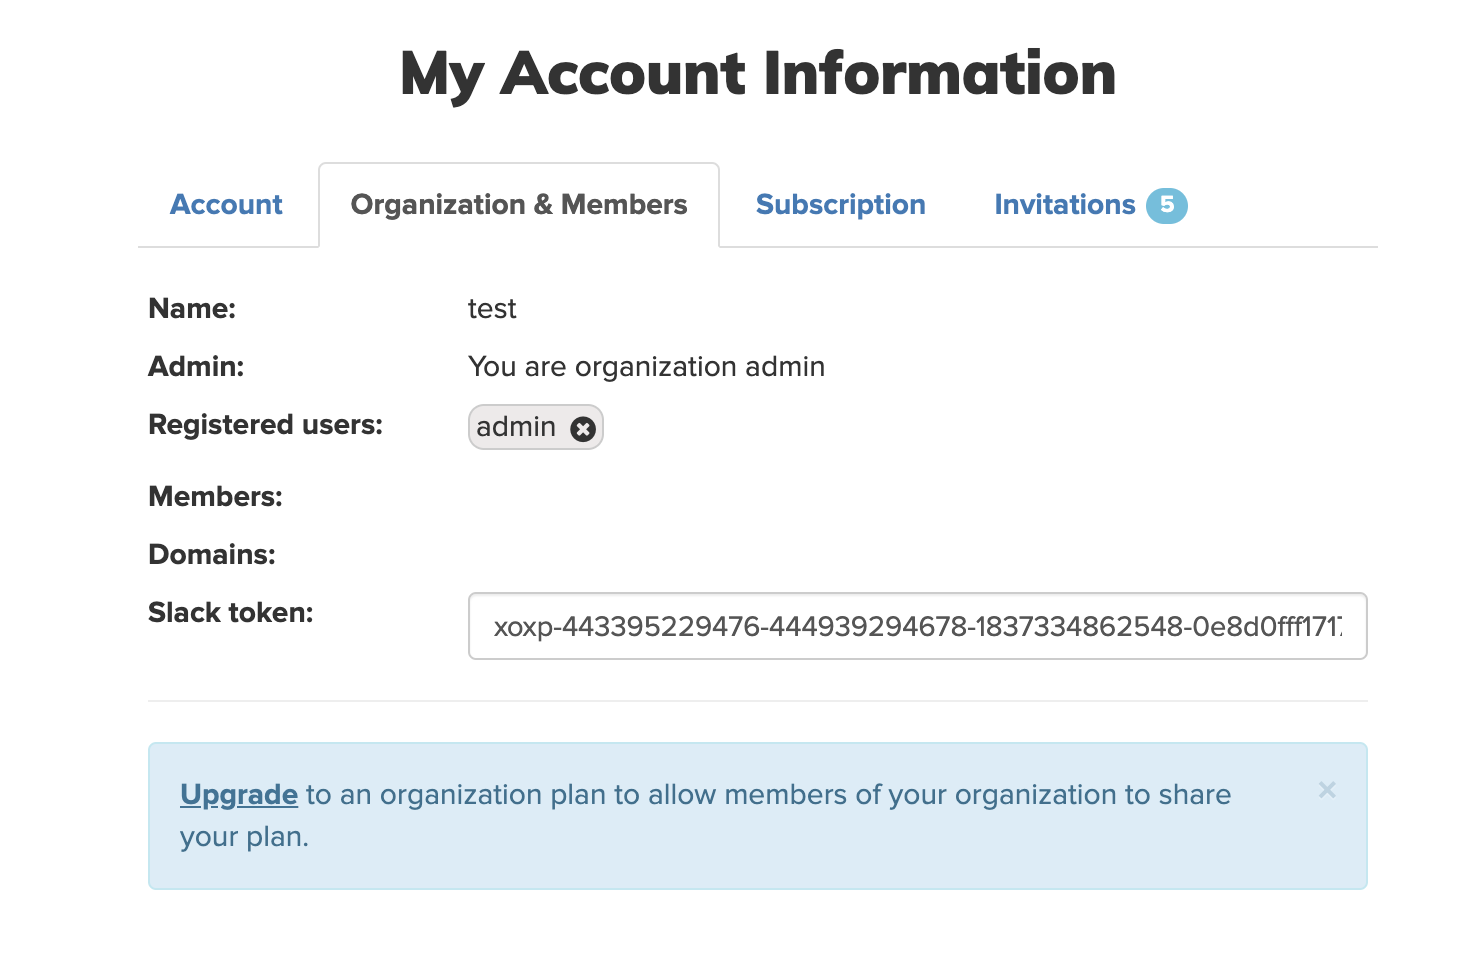 My Account Information
Account Organization & Members Subscription Invitations 5
Name: test
Admin: You are organization admin
Registered users: admin
Members:
Domains:
Slack token: xoxp-443395229476-444939294678-1837334862548-0e8d0fff1717
Upgrade to an organization plan to allow members of your organization to share
your plan.